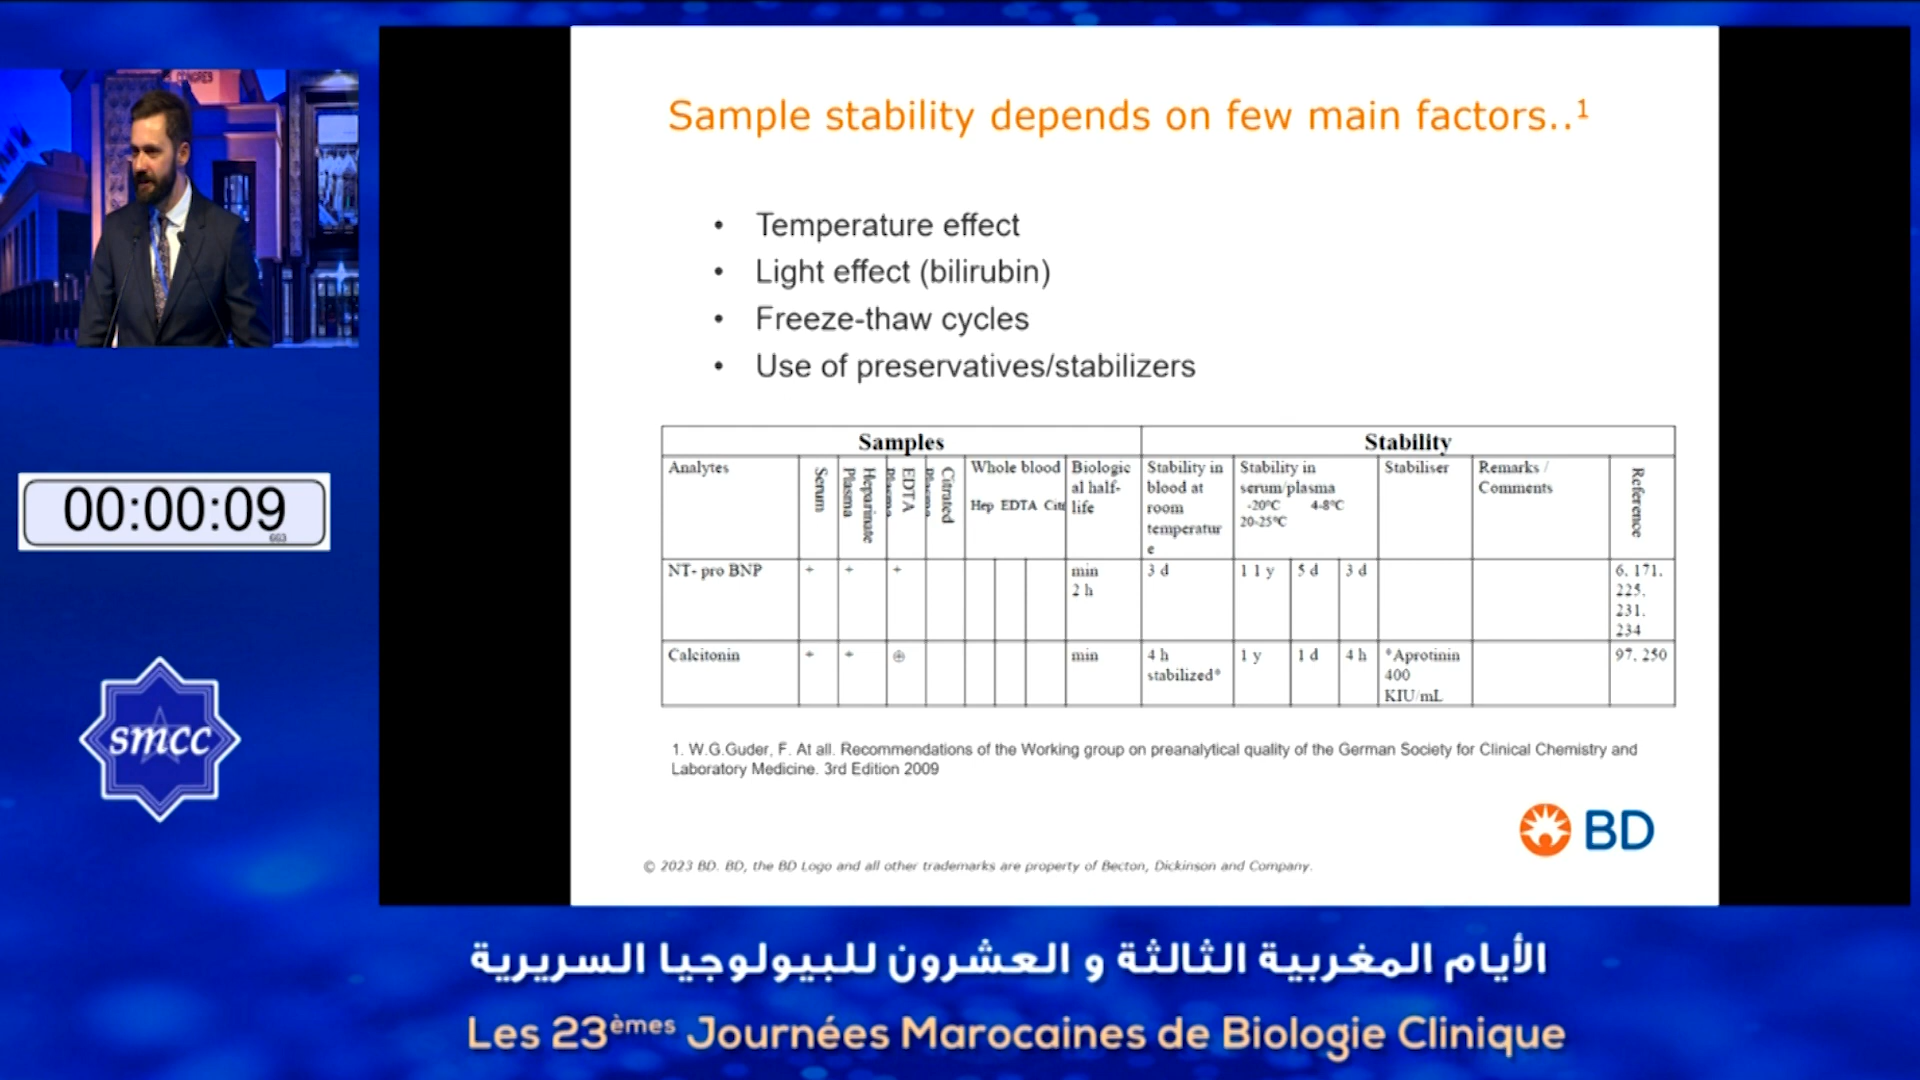 CONGRES
Sample stability depends on few main factors..1
• Temperature effect
• Light effect (bilirubin)
• Freeze-thaw cycles
• Use of preservatives/stabilizers
Samples Stability
Analytes
Serum
Heparinate
Plasma
EDTA
Plasma
Citrated
Plasma
Whole blood
Hep EDTA Citr
Biologic
al half-
life
Stability in
blood at
room
temperatur
e
Stability in
serum/plasma
-20°C 4-8°C
20-25°C
Stabiliser
Remarks /
Comments
Reference
NT- pro BNP + + + min 3 d 1 1 y 5 d 3 d 6, 171,
2 h 225,
231,
234
Calcitonin + + ⊕ min 4 h 1 y 1 d 4 h *Aprotinin 97, 250
stabilized* 400
KIU/mL
1. W.G.Guder, F. At all. Recommendations of the Working group on preanalytical quality of the German Society for Clinical Chemistry and
Laboratory Medicine. 3rd Edition 2009
BD
© 2023 BD. BD, the BD Logo and all other trademarks are property of Becton, Dickinson and Company.
00:00:09
663
smcc
الأيام المغربية الثالثة و العشرون للبيولوجيا السريرية
Les 23èmes Journées Marocaines de Biologie Clinique